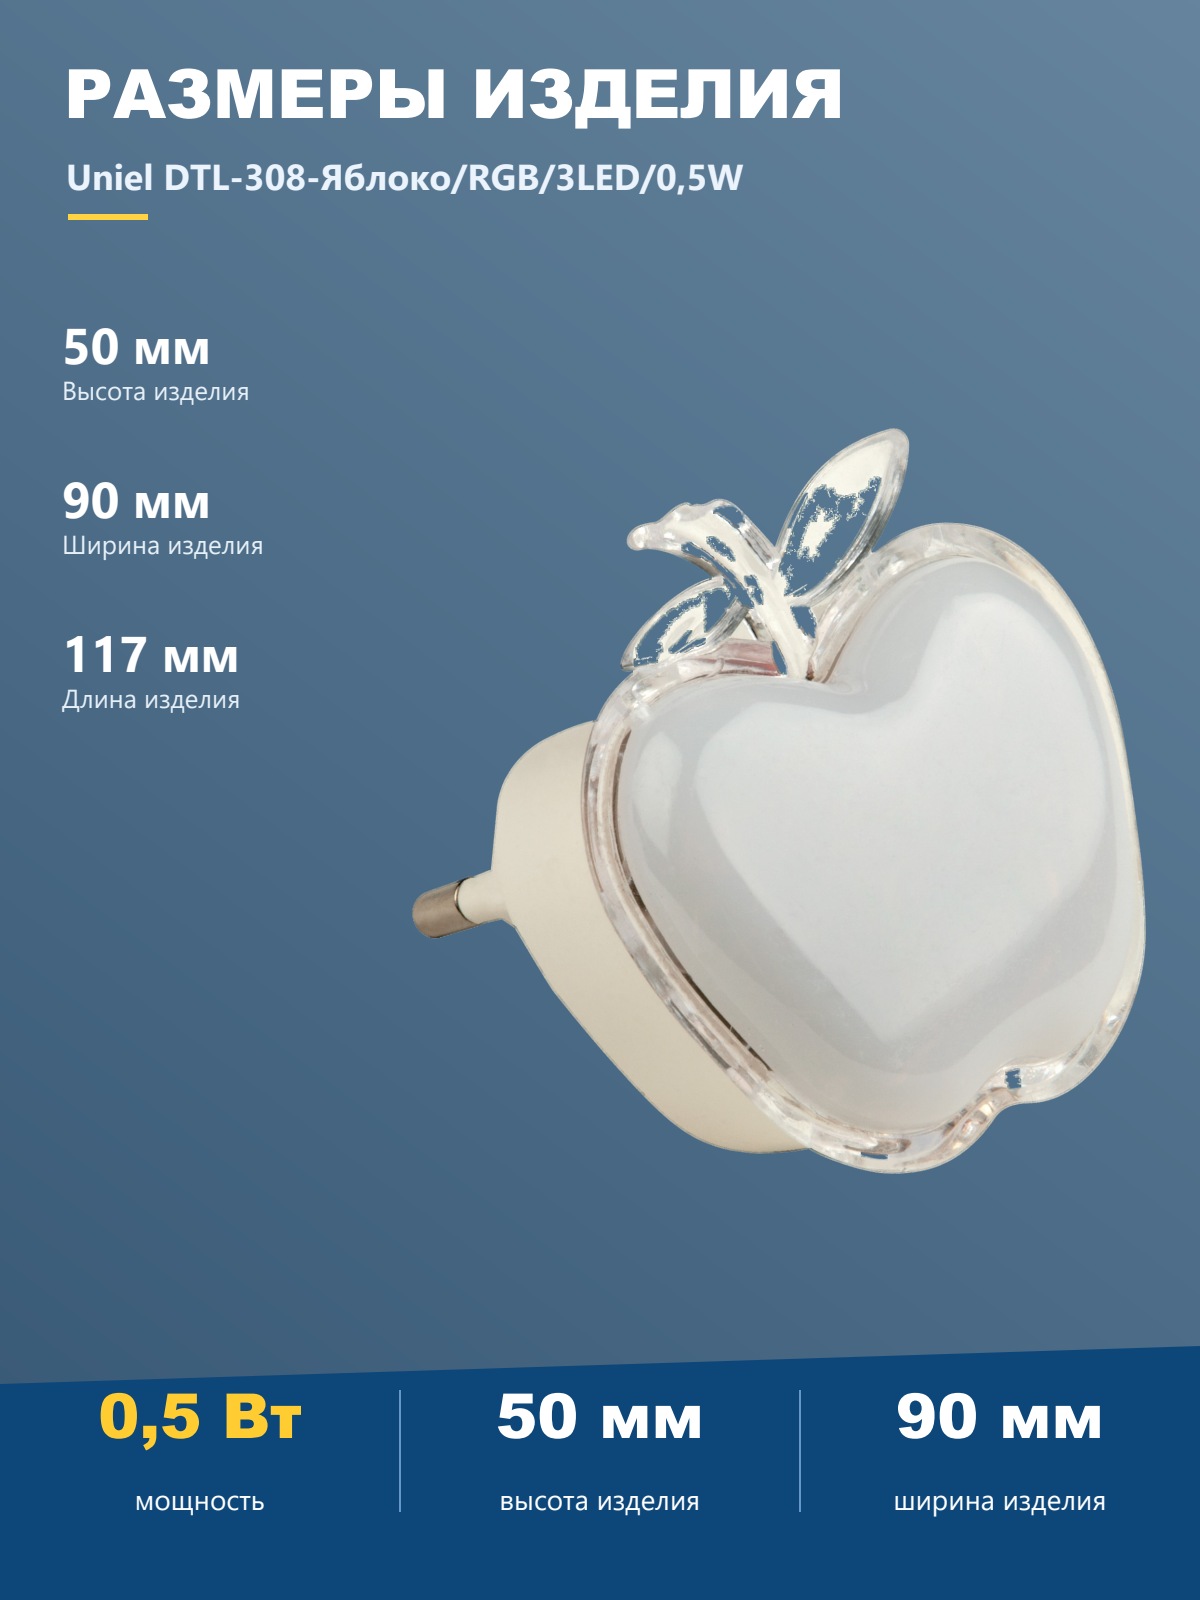 РАЗМЕРЫ ИЗДЕЛИЯ
Uniel DTL-308-Яблоко/RGB/3LED/0,5W
50 мм
Высота изделия
90 мм
Ширина изделия
117 мм
Длина изделия
0,5 Вт
мощность
50 мм
высота изделия
90 мм
ширина изделия